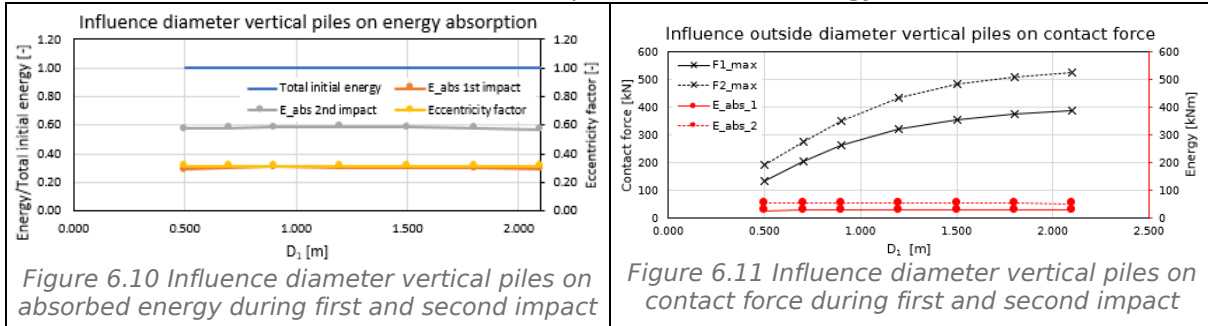 Influence diameter vertical piles on energy absorption
Energy/Total initial energy [-]
1.20
1.00
0.80
0.60
0.40
0.20
0.00
Total initial energy
E_abs 1st impact
E_abs 2nd impact
Eccentricity factor
1.20
1.00
0.80
0.60
0.40
0.20
0.00
Eccentricity factor [-]
0.000 0.500 1.000 1.500 2.000
D₁ [m]
Figure 6.10 Influence diameter vertical piles on
absorbed energy during first and second impact
Influence outside diameter vertical piles on contact force
Contact force [kN]
600
500
400
300
200
100
0
F1_max
F2_max
E_abs_1
E_abs_2
600
500
400
300
200
100
0
Energy [kNm]
0.000 0.500 1.000 1.500 2.000 2.500
D₁ [m]
Figure 6.11 Influence diameter vertical piles on
contact force during first and second impact